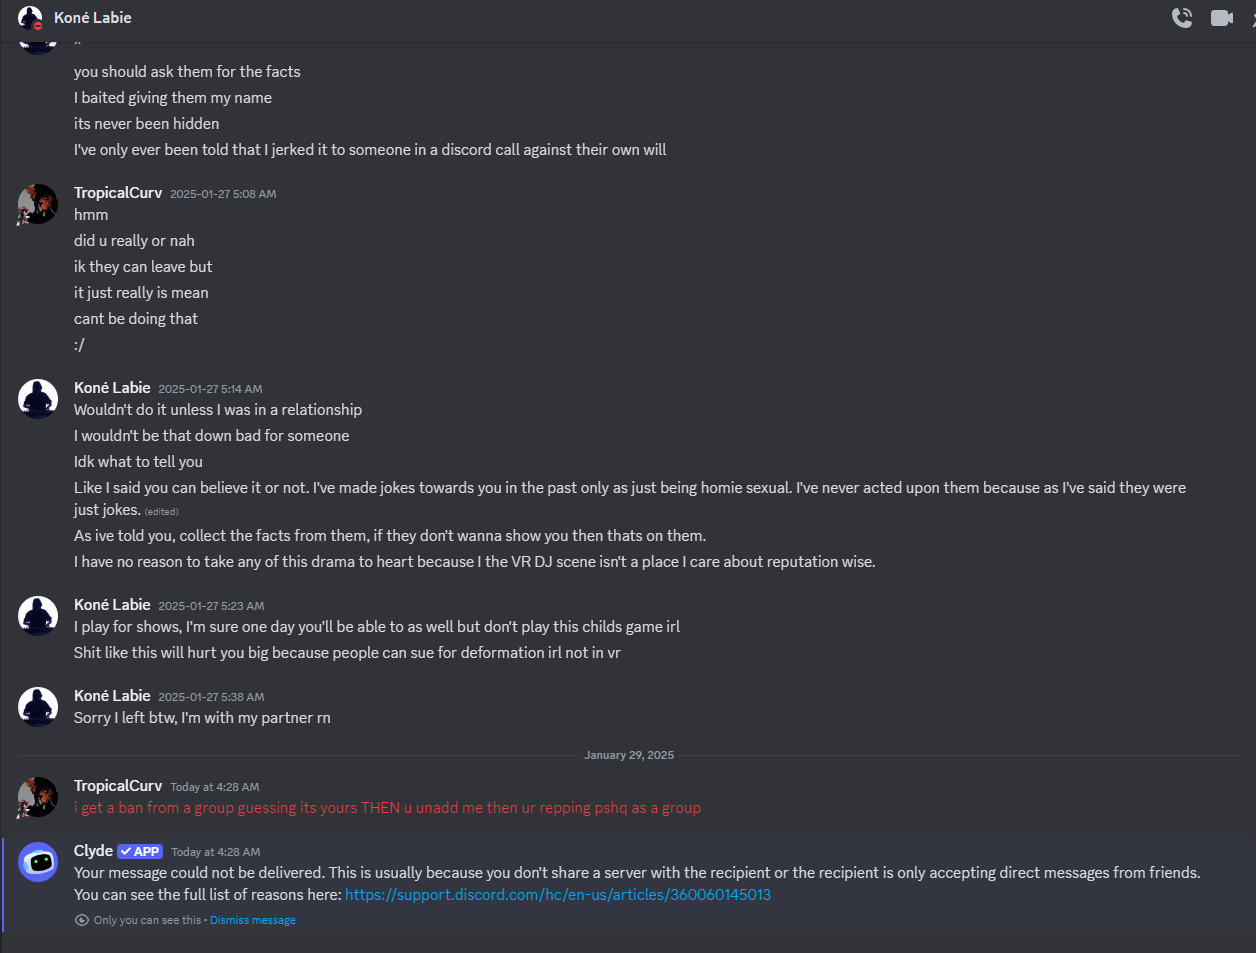 Koné Labie
you should ask them for the facts
I baited giving them my name
its never been hidden
I've only ever been told that I jerked it to someone in a discord call against their own will
TropicalCurv 2025-01-27 5:08 AM
hmm
did u really or nah
ik they can leave but
it just really is mean
cant be doing that
:/
Koné Labie 2025-01-27 5:14 AM
Wouldn't do it unless I was in a relationship
I wouldn't be that down bad for someone
Idk what to tell you
Like I said you can believe it or not. I've made jokes towards you in the past only as just being homie sexual. I've never acted upon them because as I've said they were
just jokes. (edited)
As ive told you, collect the facts from them, if they don't wanna show you then thats on them.
I have no reason to take any of this drama to heart because I the VR DJ scene isn't a place I care about reputation wise.
Koné Labie 2025-01-27 5:23 AM
I play for shows, I'm sure one day you'll be able to as well but don't play this childs game irl
Shit like this will hurt you big because people can sue for deformation irl not in vr
Koné Labie 2025-01-27 5:38 AM
Sorry I left btw, I'm with my partner rn
January 29, 2025
TropicalCurv Today at 4:28 AM
i get a ban from a group guessing its yours THEN u unadd me then ur repping pshq as a group
Clyde ✓ APP Today at 4:28 AM
Your message could not be delivered. This is usually because you don't share a server with the recipient or the recipient is only accepting direct messages from friends.
You can see the full list of reasons here: https://support.discord.com/hc/en-us/articles/360060145013
Only you can see this • Dismiss message